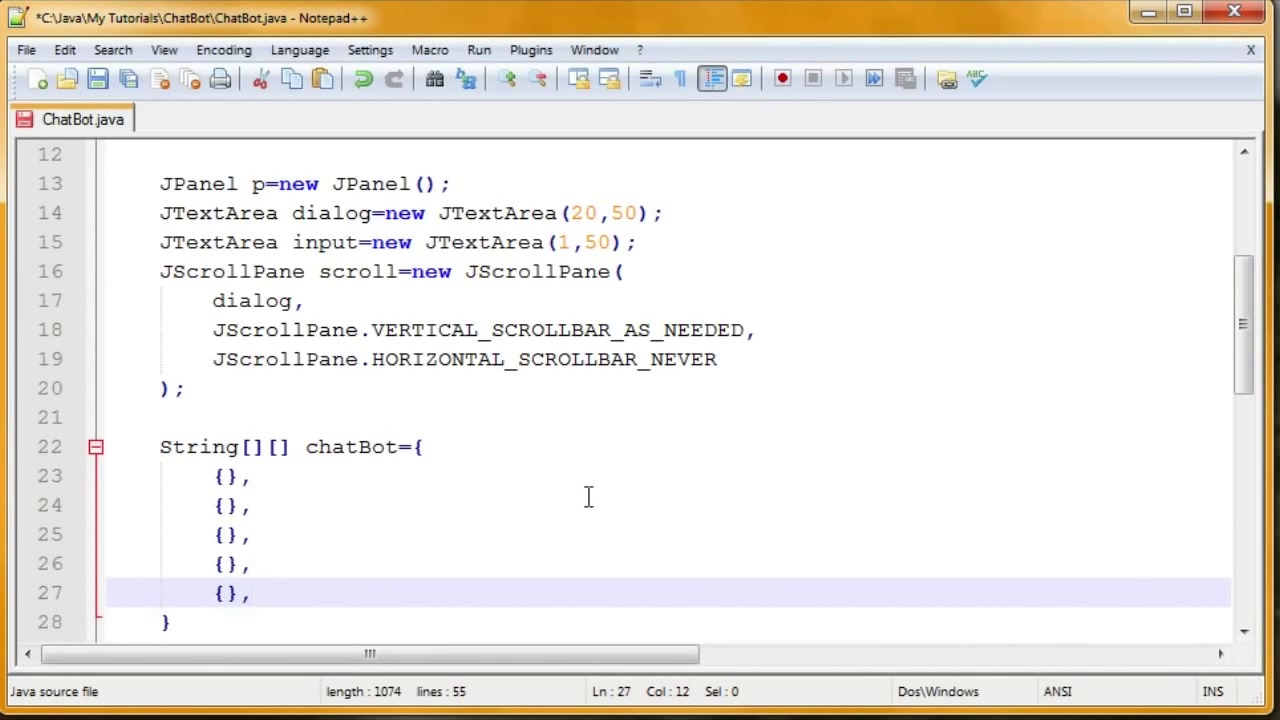 *C:\Java\My Tutorials\ChatBot\ChatBot.java - Notepad++
File Edit Search View Encoding Language Settings Macro Run Plugins Window ? X
ABC
ChatBot.java
12
13 JPanel p=new JPanel();
14 JTextArea dialog=new JTextArea(20,50);
15 JTextArea input=new JTextArea(1,50);
16 JScrollPane scroll=new JScrollPane(
17 dialog,
18 JScrollPane.VERTICAL_SCROLLBAR_AS_NEEDED,
19 JScrollPane.HORIZONTAL_SCROLLBAR_NEVER
20 );
21
22 String[][] chatBot={
23 {},
24 {},
25 {},
26 {},
27 {},
28 }
Java source file length : 1074 lines : 55 Ln : 27 Col : 12 Sel : 0 Dos\Windows ANSI INS